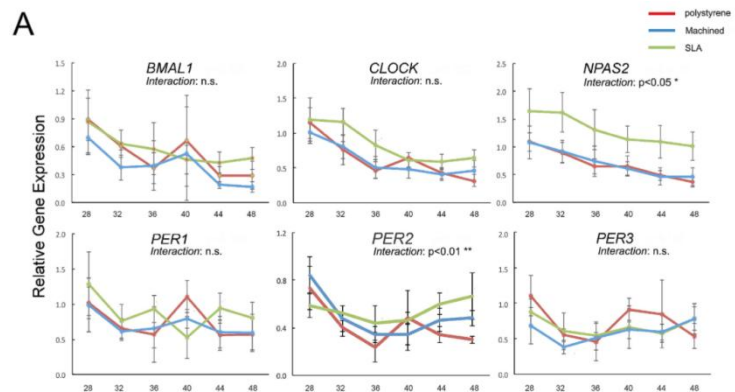 A
polystyrene
Machined
SLA
Relative Gene Expression
BMAL1
Interaction: n.s.
1.5
1.2
0.9
0.6
0.3
0.0
28 32 36 40 44 48
CLOCK
Interaction: n.s.
2.0
1.5
1.0
0.5
0.0
28 32 36 40 44 48
NPAS2
Interaction: p<0.05 *
2.5
2.0
1.5
1.0
0.5
0.0
28 32 36 40 44 48
PER1
Interaction: n.s.
2.0
1.5
1.0
0.5
0.0
28 32 36 40 44 48
PER2
Interaction: p<0.01 **
1.2
0.8
0.4
0.0
28 32 36 40 44 48
PER3
Interaction: n.s.
2.0
1.5
1.0
0.5
0.0
28 32 36 40 44 48